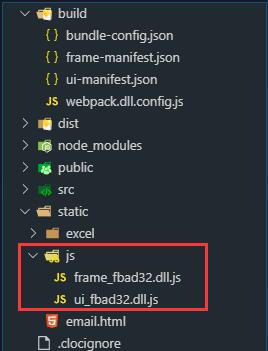 build
{ } bundle-config.json
{ } frame-manifest.json
{ } ui-manifest.json
JS webpack.dll.config.js
dist
node_modules
public
src
static
excel
js
JS frame_fbad32.dll.js
JS ui_fbad32.dll.js
email.html
.clocignore